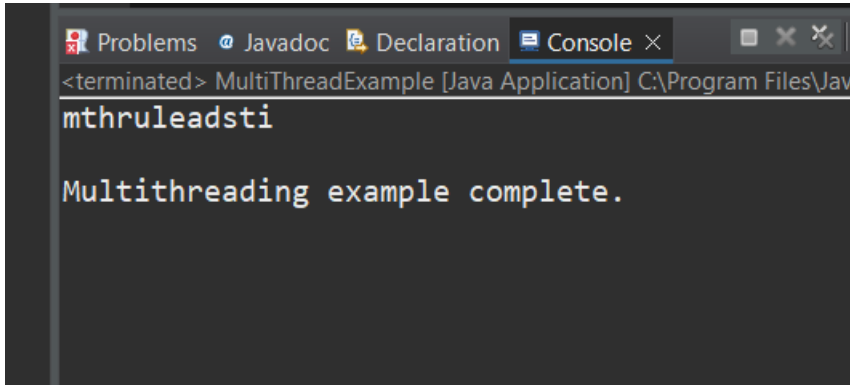 Problems @ Javadoc Declaration Console
<terminated> MultiThreadExample [Java Application] C:\Program Files\Jav
mthruleadsti
Multithreading example complete.